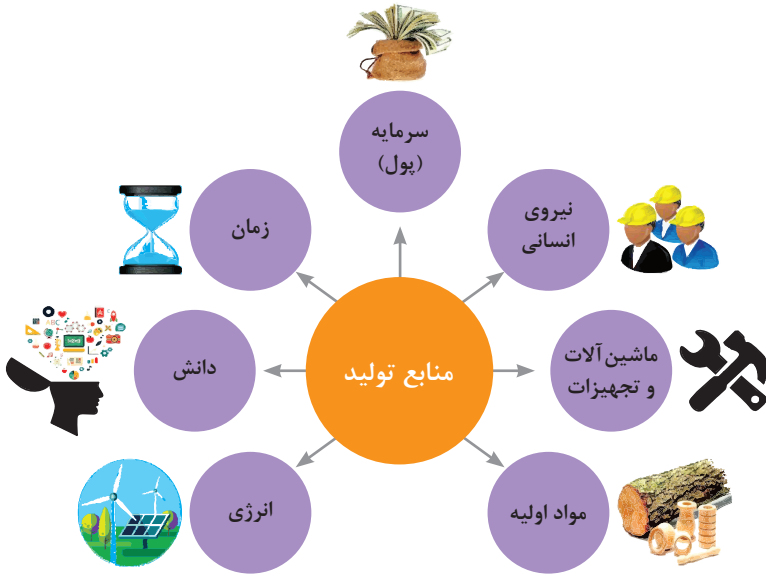 سرمایه
(پول)
نیروی
انسانی
زمان
ماشین‌آلات
و تجهیزات
منابع تولید
دانش
مواد اولیه
انرژی